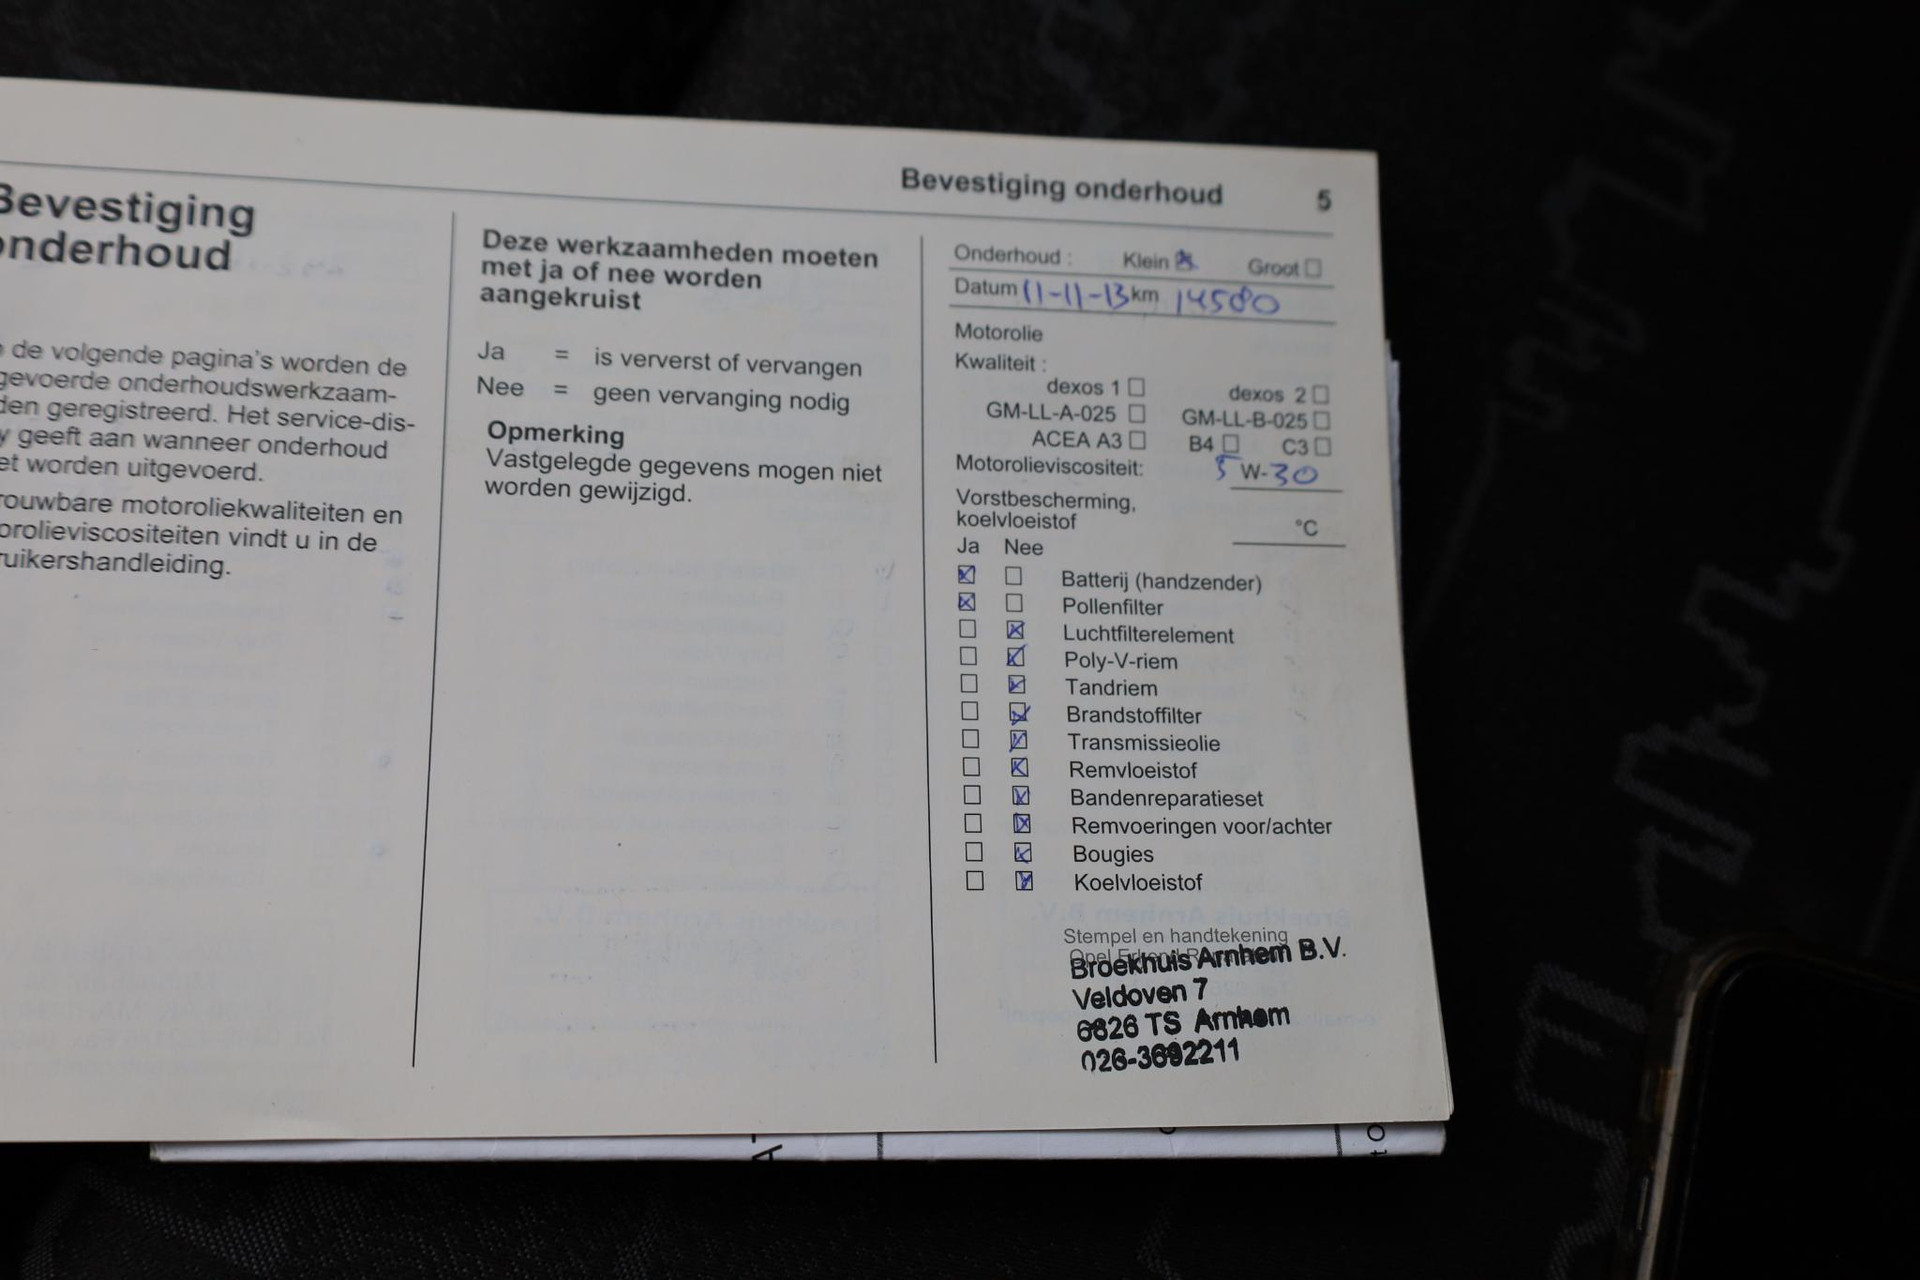 Bevestiging onderhoud 5
Bevestiging
onderhoud
de volgende pagina's worden de
gevoerde onderhoudswerkzaam-
den geregistreerd. Het service-dis-
y geeft aan wanneer onderhoud
et worden uitgevoerd.
rouwbare motoroliekwaliteiten en
orolieviscositeiten vindt u in de
ruikershandleiding.
Deze werkzaamheden moeten
met ja of nee worden
aangekruist
Ja = is ververst of vervangen
Nee = geen vervanging nodig
Opmerking
Vastgelegde gegevens mogen niet
worden gewijzigd.
Onderhoud : Klein Groot
Datum 11-11-13 km 14580
Motorolie
Kwaliteit :
dexos 1 dexos 2
GM-LL-A-025 GM-LL-B-025
ACEA A3 B4 C3
Motorolieviscositeit: 5 W-30
Vorstbescherming,
koelvloeistof °C
Ja Nee
Batterij (handzender)
Pollenfilter
Luchtfilterelement
Poly-V-riem
Tandriem
Brandstoffilter
Transmissieolie
Remvloeistof
Bandenreparatieset
Remvoeringen voor/achter
Bougies
Koelvloeistof
Stempel en handtekening
Broekhuis Arnhem B.V.
Veldoven 7
6826 TS Arnhem
026-3692211